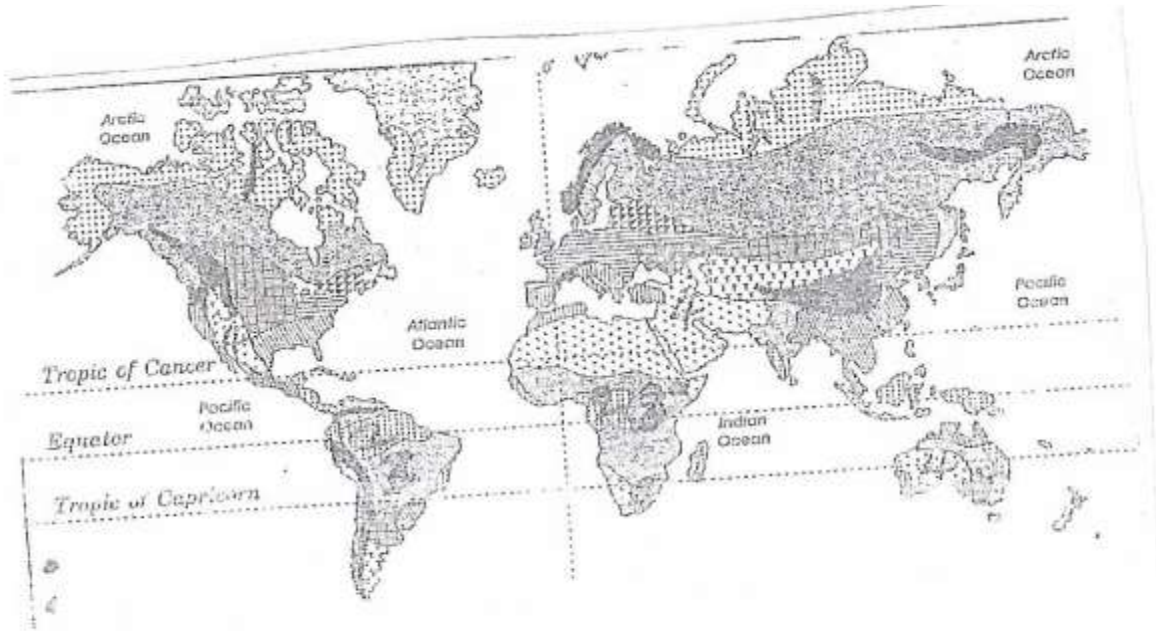 Arctic
Ocean
Arctic
Ocean
Atlantic
Ocean
Pacific
Ocean
Tropic of Cancer
Pacific
Ocean
Equator
Indian
Ocean
Tropic of Capricorn